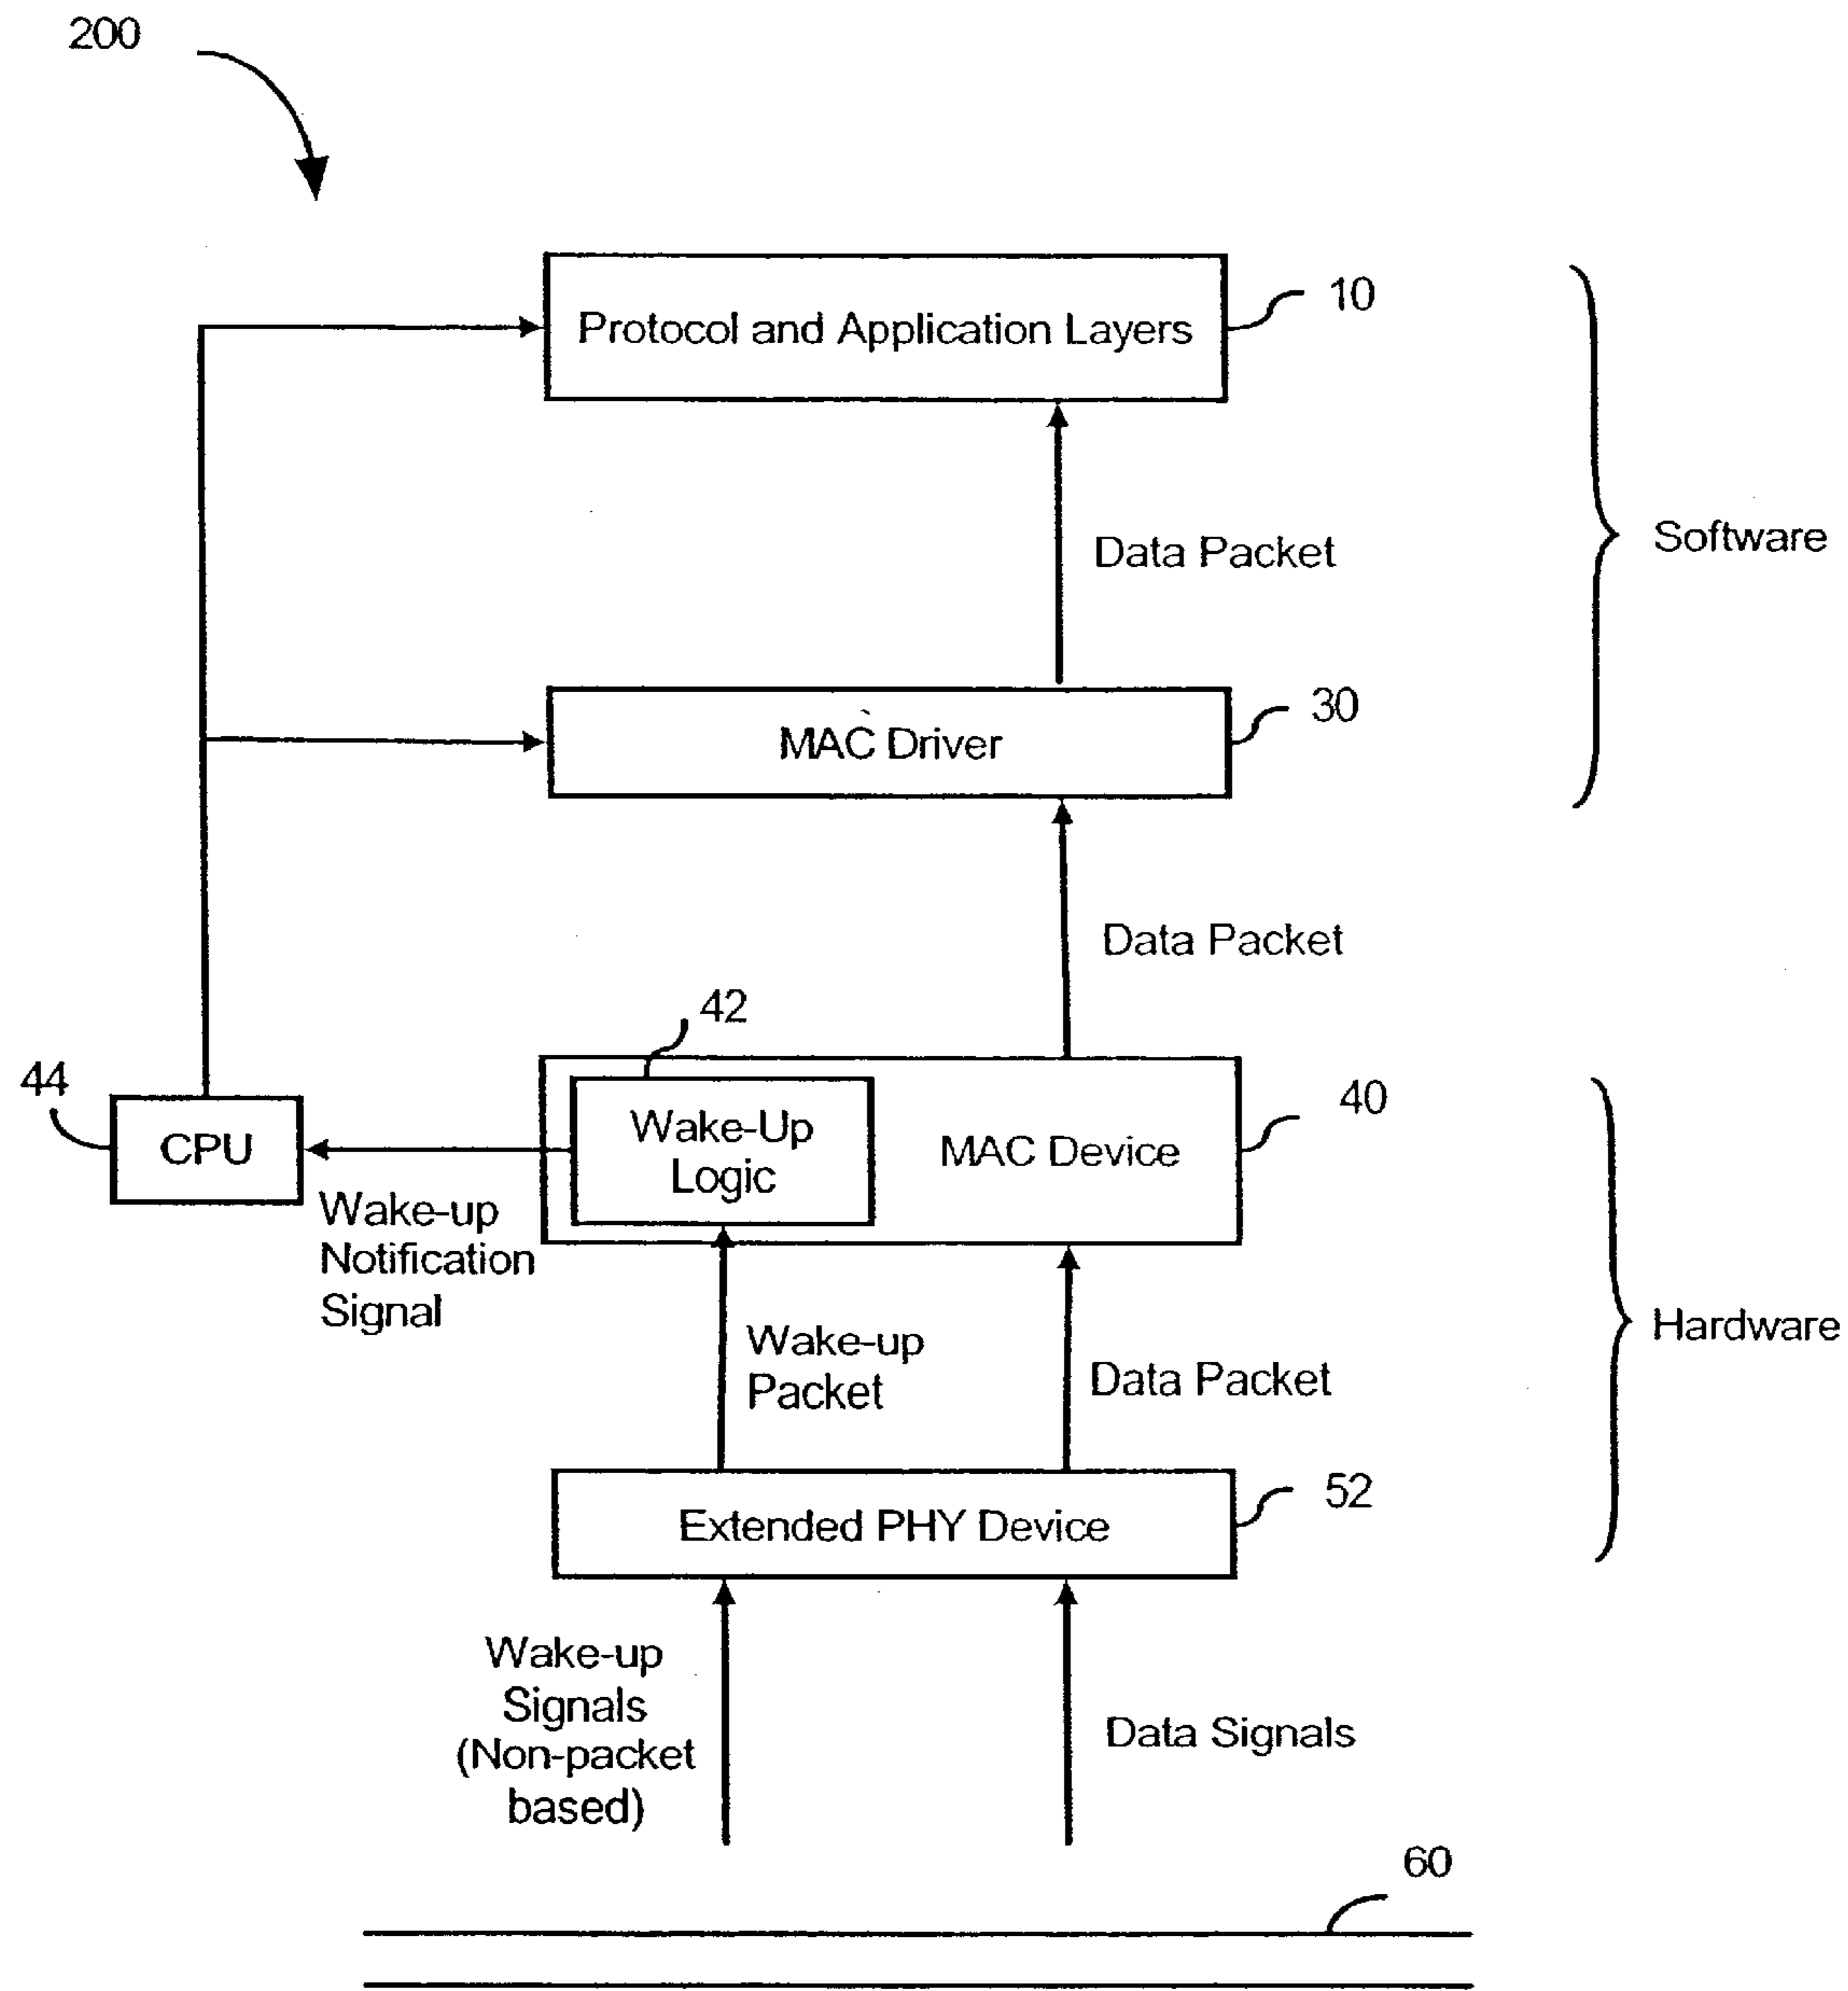 200
Protocol and Application Layers
10
Data Packet
Software
MAC Driver
30
Data Packet
42
44
CPU
Wake-Up
Logic
MAC Device
40
Wake-up
Notification
Signal
Wake-up
Packet
Data Packet
Hardware
Extended PHY Device
52
Wake-up
Signals
(Non-packet
based)
Data Signals
60